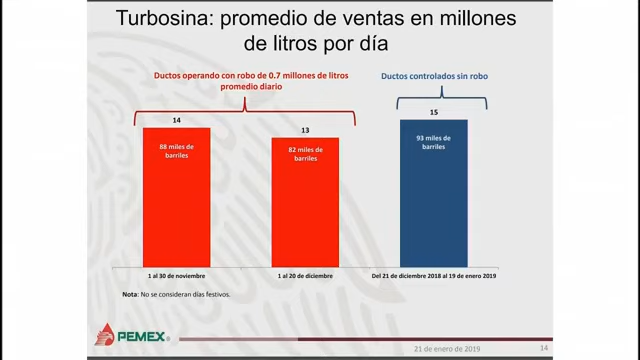 Turbosina: promedio de ventas en millones
de litros por día
Ductos operando con robo de 0.7 millones de litros
promedio diario
Ductos controlados sin robo
14
13
15
88 miles de
barriles
82 miles de
barriles
93 miles de
barriles
1 al 30 de noviembre
1 al 20 de diciembre
Del 21 de diciembre 2018 al 19 de enero 2019
Nota: No se consideran días festivos.
PEMEX®
21 de enero de 2019
14